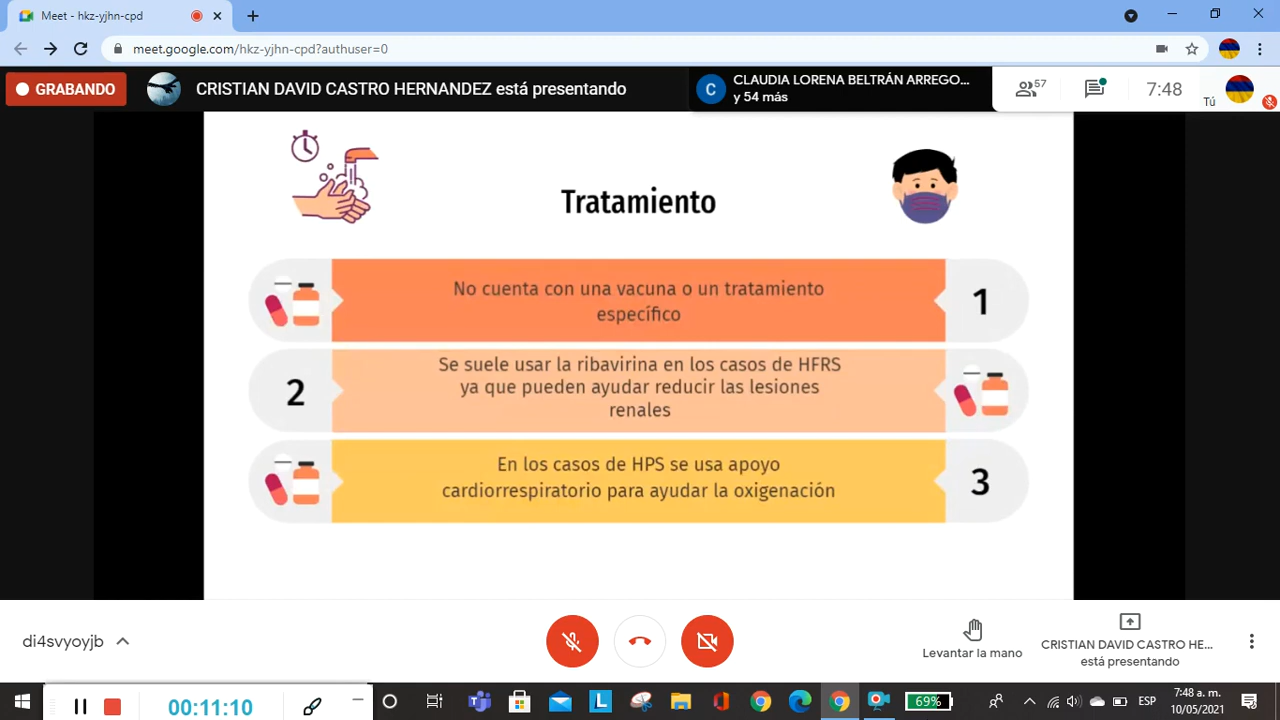 Meet - hkz-yjhn-cpd
meet.google.com/hkz-yjhn-cpd?authuser=0
GRABANDO
CRISTIAN DAVID CASTRO HERNANDEZ está presentando
C
CLAUDIA LORENA BELTRÁN ARREGO...
y 54 más
57
7:48
Tú
Tratamiento
No cuenta con una vacuna o un tratamiento
específico
1
2
Se suele usar la ribavirina en los casos de HFRS
ya que pueden ayudar reducir las lesiones
renales
En los casos de HPS se usa apoyo
cardiorrespiratorio para ayudar la oxigenación
3
di4svyoyjb
Levantar la mano
CRISTIAN DAVID CASTRO HE...
está presentando
00:11:10
L
69%
ESP
7:48 a. m.
10/05/2021